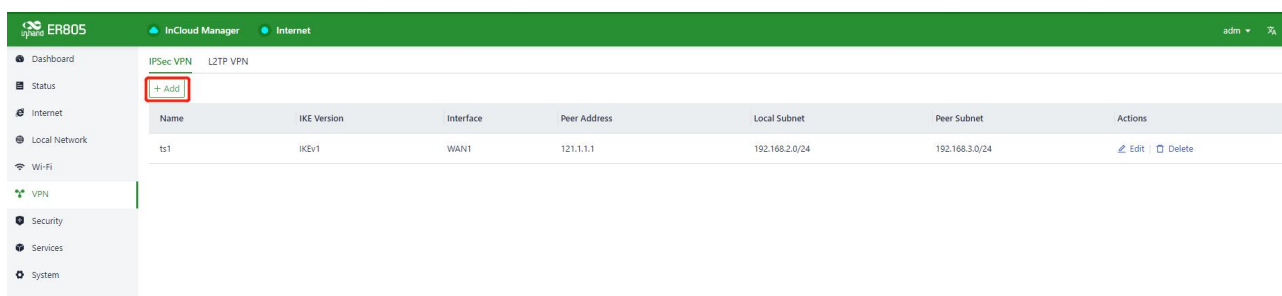 inhand ER805 InCloud Manager Internet adm
Dashboard
Status
Internet
Local Network
Wi-Fi
VPN
Security
Services
System
IPSec VPN L2TP VPN
+ Add
Name IKE Version Interface Peer Address Local Subnet Peer Subnet Actions
ts1 IKEv1 WAN1 121.1.1.1 192.168.2.0/24 192.168.3.0/24 Edit Delete